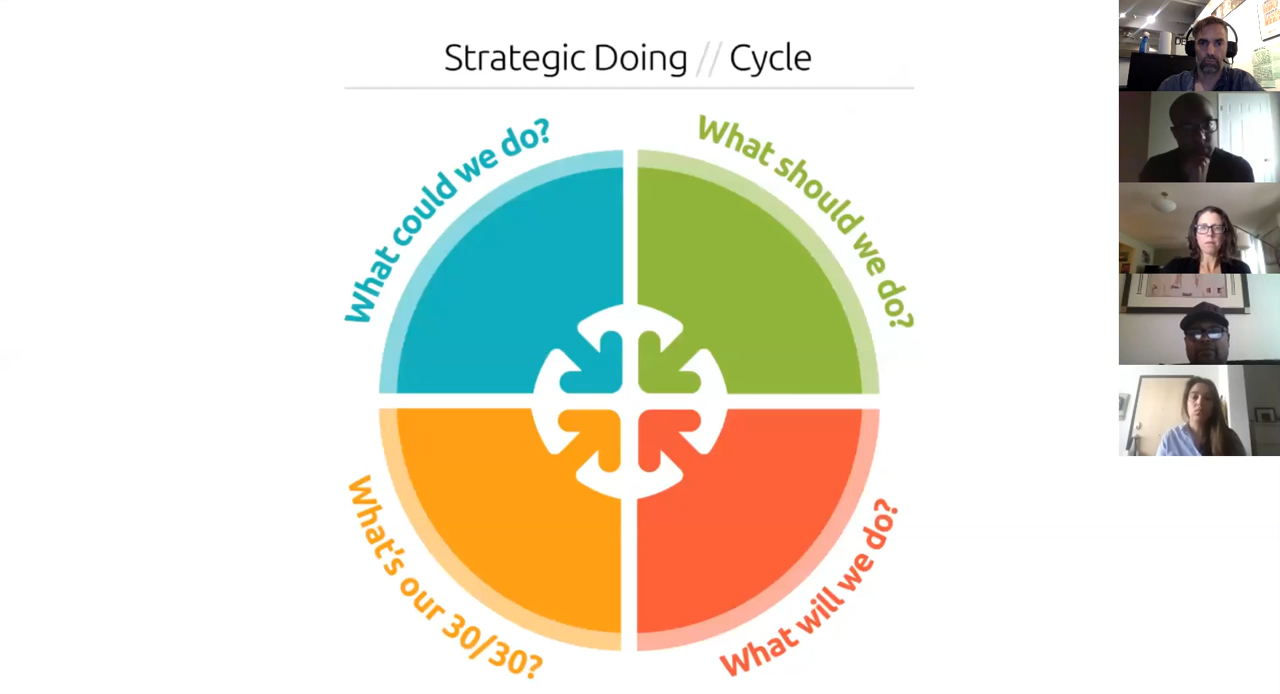 Strategic Doing // Cycle
What could we do?
What should we do?
What's our 30/30?
What will we do?